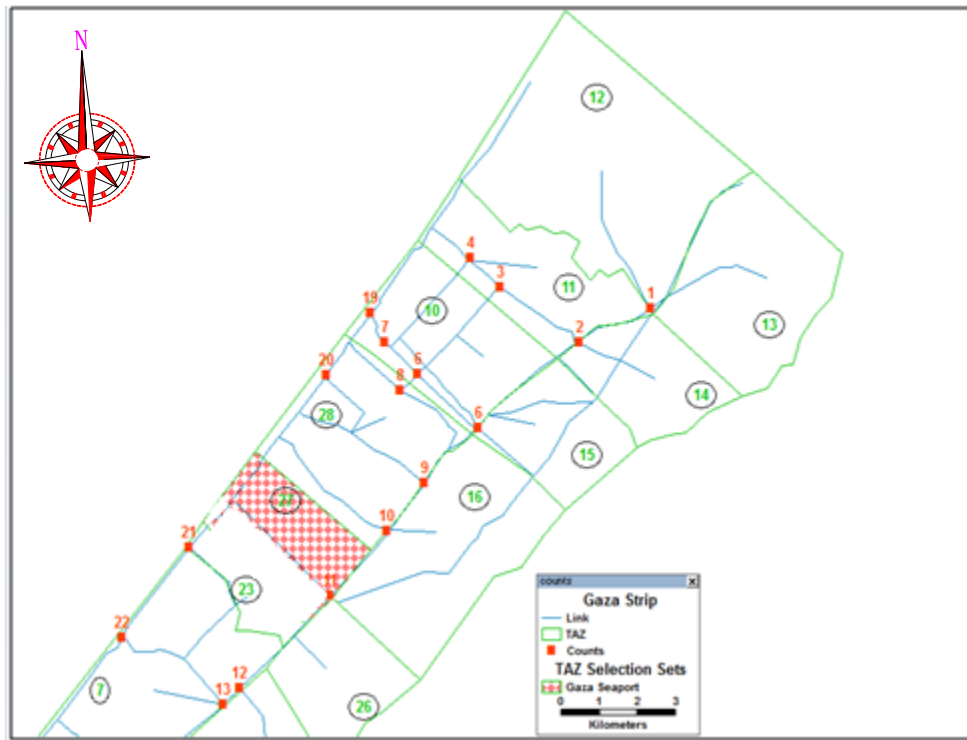 N
12
4
3
11
1
19
10
13
7
2
20
6
8
14
28
6
15
9
16
27
10
21
11
23
22
12
7
13
26
counts
x
Gaza Strip
Link
TAZ
Counts
TAZ Selection Sets
Gaza Seaport
0 1 2 3
Kilometers